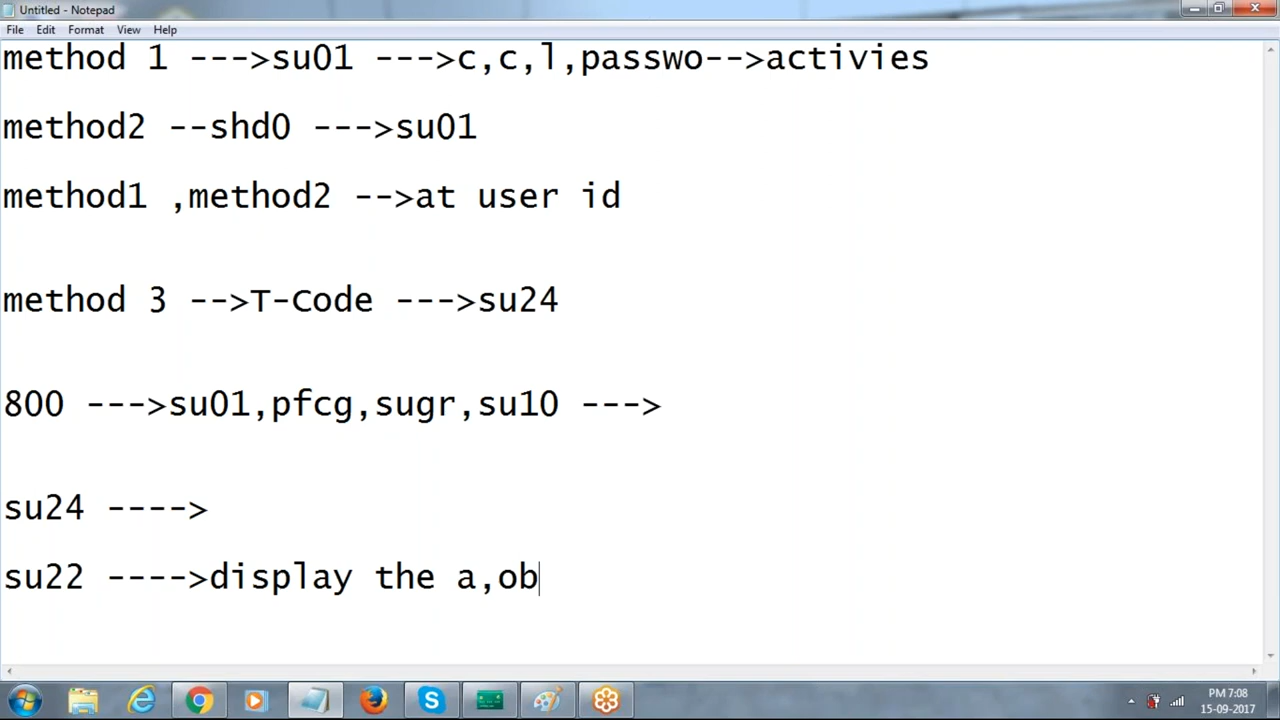 Untitled - Notepad
File Edit Format View Help
method 1 --->su01 --->c,c,l,passwo-->activies
method2 --shd0 --->su01
method1 ,method2 -->at user id
method 3 -->T-Code --->su24
800 --->su01,pfcg,sugr,su10 --->
su24 ---->
su22 ---->display the a,ob
PM 7:08
15-09-2017